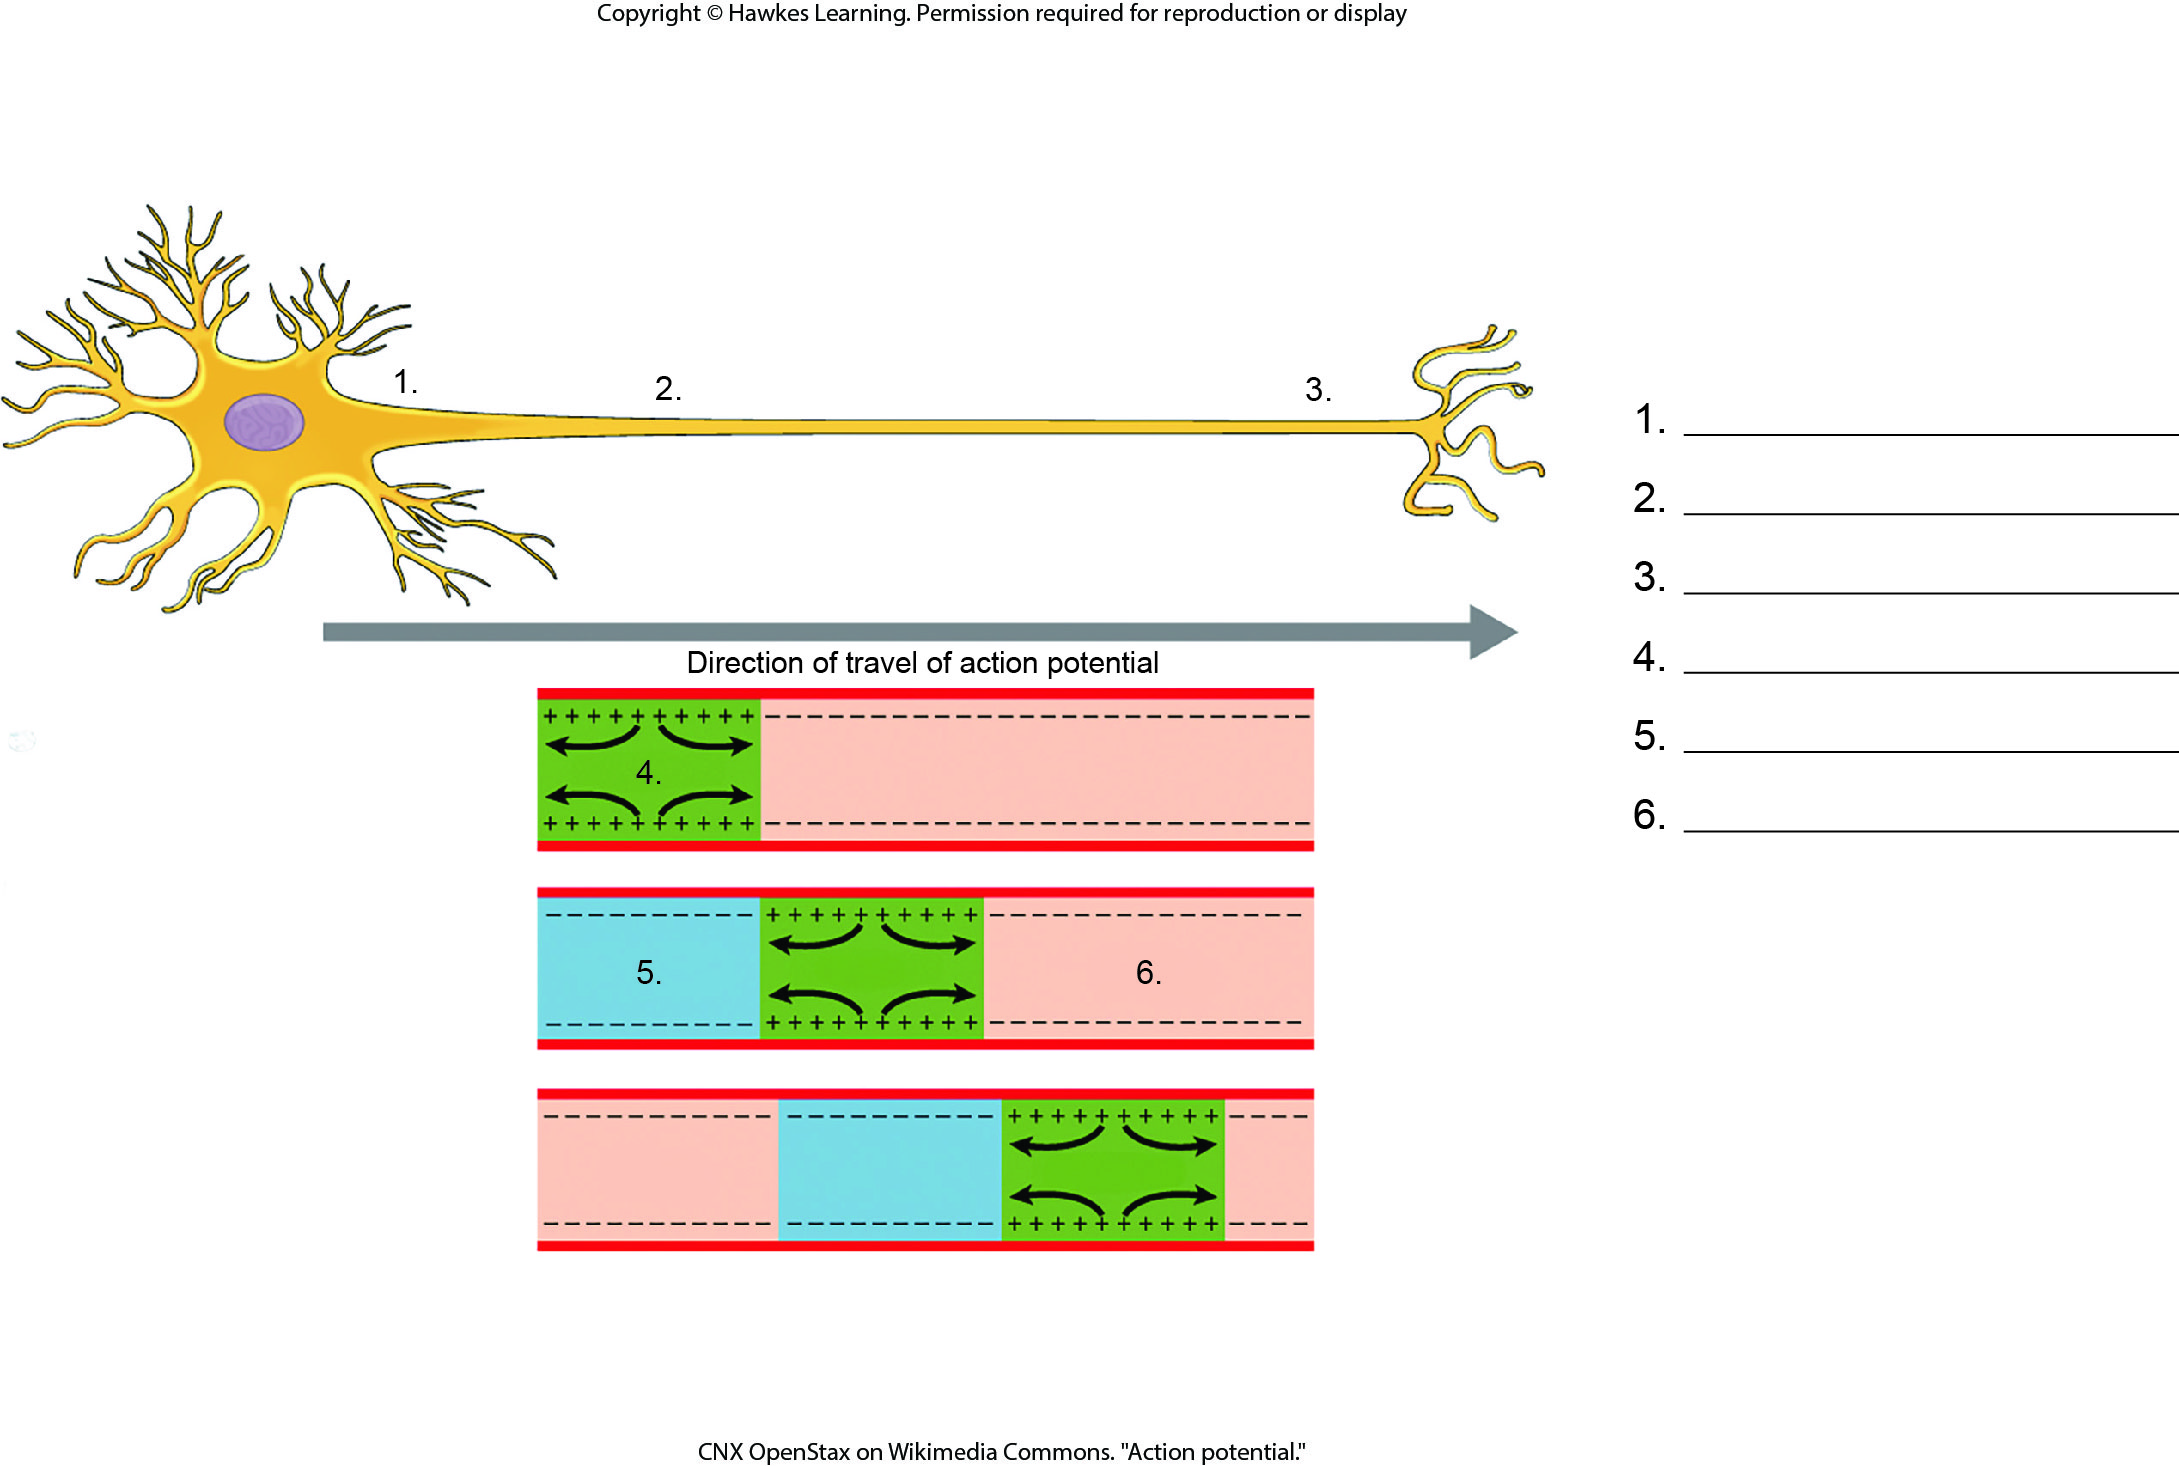 Copyright © Hawkes Learning. Permission required for reproduction or display
1.
2.
3.
1.
2.
3.
4.
5.
6.
Direction of travel of action potential
+ + + + + + + + + + – – – – – – – – – – – – – – – – – – – – – – – – – –
4.
+ + + + + + + + + + – – – – – – – – – – – – – – – – – – – – – – – – – –
– – – – – – – – – – + + + + + + + + + + – – – – – – – – – – – – – – –
5.
6.
– – – – – – – – – – + + + + + + + + + + – – – – – – – – – – – – – – –
– – – – – – – – – – – – – – – – – – – – – + + + + + + + + + + – – – –
– – – – – – – – – – – – – – – – – – – – – + + + + + + + + + + – – – –
CNX OpenStax on Wikimedia Commons. "Action potential."